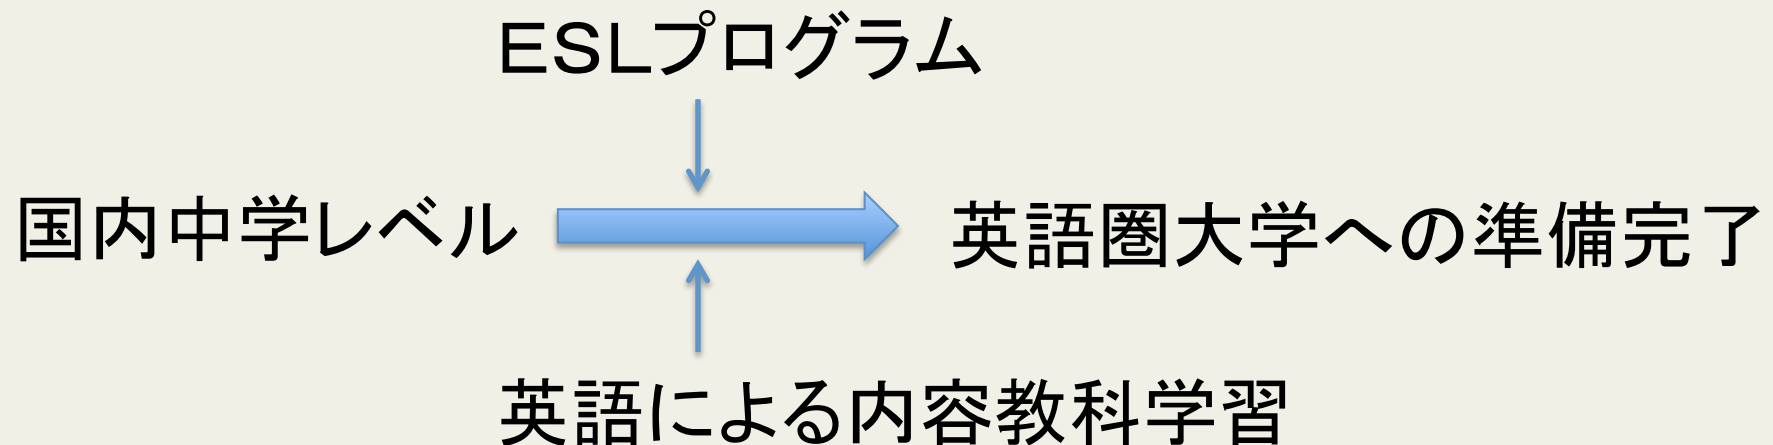 ESLプログラム
国内中学レベル
英語圏大学への準備完了
英語による内容教科学習